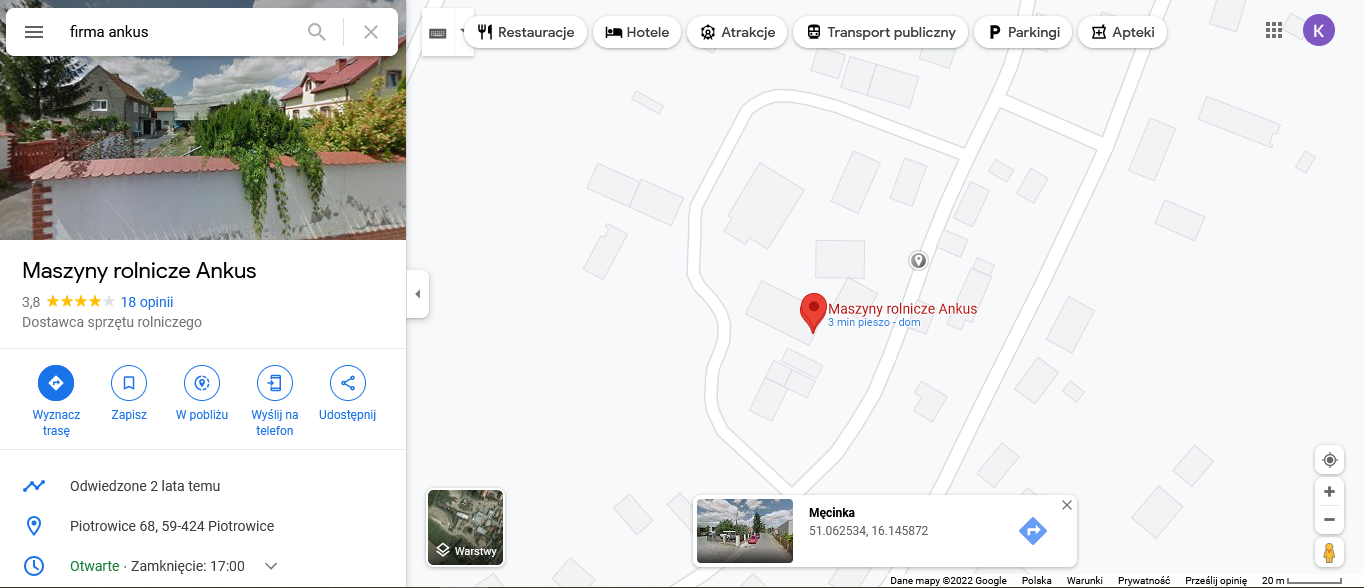 firma ankus
Restauracje
Hotele
Atrakcje
Transport publiczny
Parkingi
Apteki
K
Maszyny rolnicze Ankus
3,8 18 opinii
Dostawca sprzętu rolniczego
Wyznacz trasę
Zapisz
W pobliżu
Wyślij na telefon
Udostępnij
Odwiedzone 2 lata temu
Piotrowice 68, 59-424 Piotrowice
Otwarte · Zamknięcie: 17:00
Maszyny rolnicze Ankus
3 min pieszo - dom
Warstwy
Męcinka
51.062534, 16.145872
Dane mapy ©2022 Google Polska Warunki Prywatność Prześlij opinię 20 m